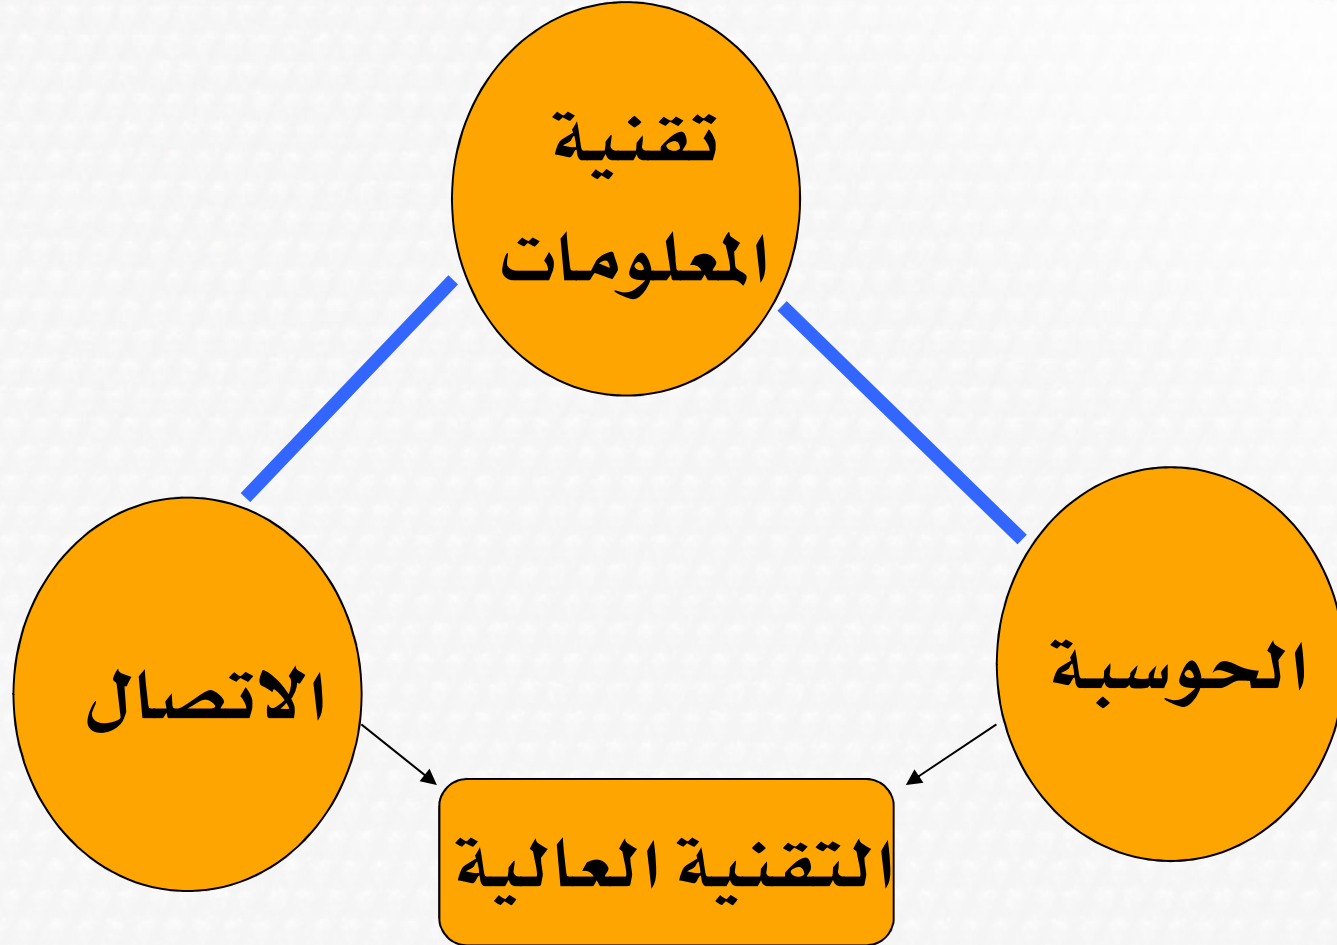 تقنية
المعلومات
الحوسبة
الاتصال
التقنية العالية